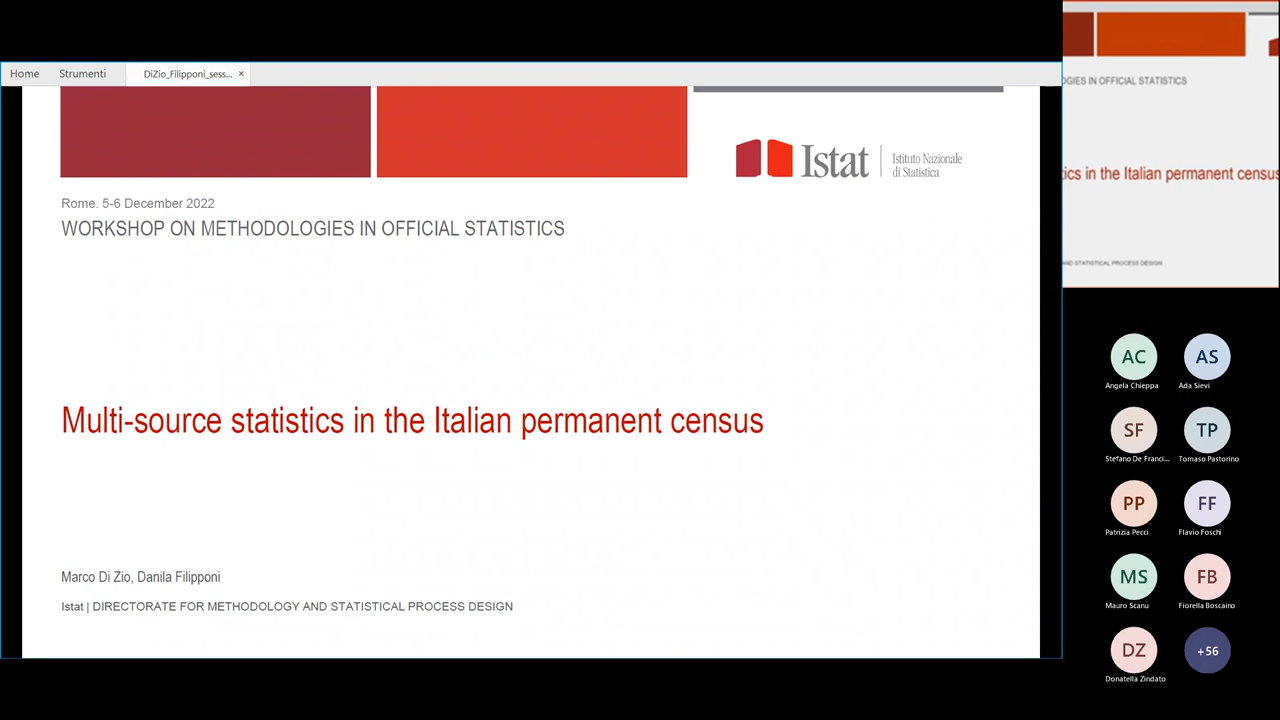 Home Strumenti DiZio_Filipponi_sess... ×
Istat Istituto Nazionale
di Statistica
Rome. 5-6 December 2022
WORKSHOP ON METHODOLOGIES IN OFFICIAL STATISTICS
Multi-source statistics in the Italian permanent census
Marco Di Zio, Danila Filipponi
Istat | DIRECTORATE FOR METHODOLOGY AND STATISTICAL PROCESS DESIGN
OGIES IN OFFICIAL STATISTICS
tics in the Italian permanent census
AND STATISTICAL PROCESS DESIGN
AC AS
Angela Chieppa Ada Sievi
SF TP
Stefano De Franci... Tomaso Pastorino
PP FF
Patrizia Pecci Flavio Foschi
MS FB
Mauro Scanu Fiorella Boscaino
DZ +56
Donatella Zindato